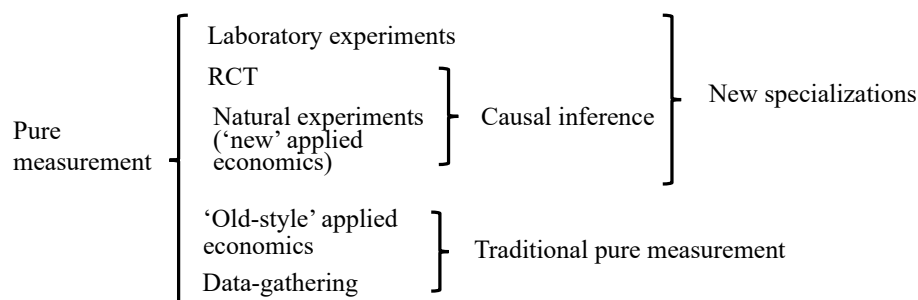 Laboratory experiments
RCT
Natural experiments
(‘new’ applied
economics)
Causal inference
New specializations
Pure
measurement
‘Old-style’ applied
economics
Data-gathering
Traditional pure measurement